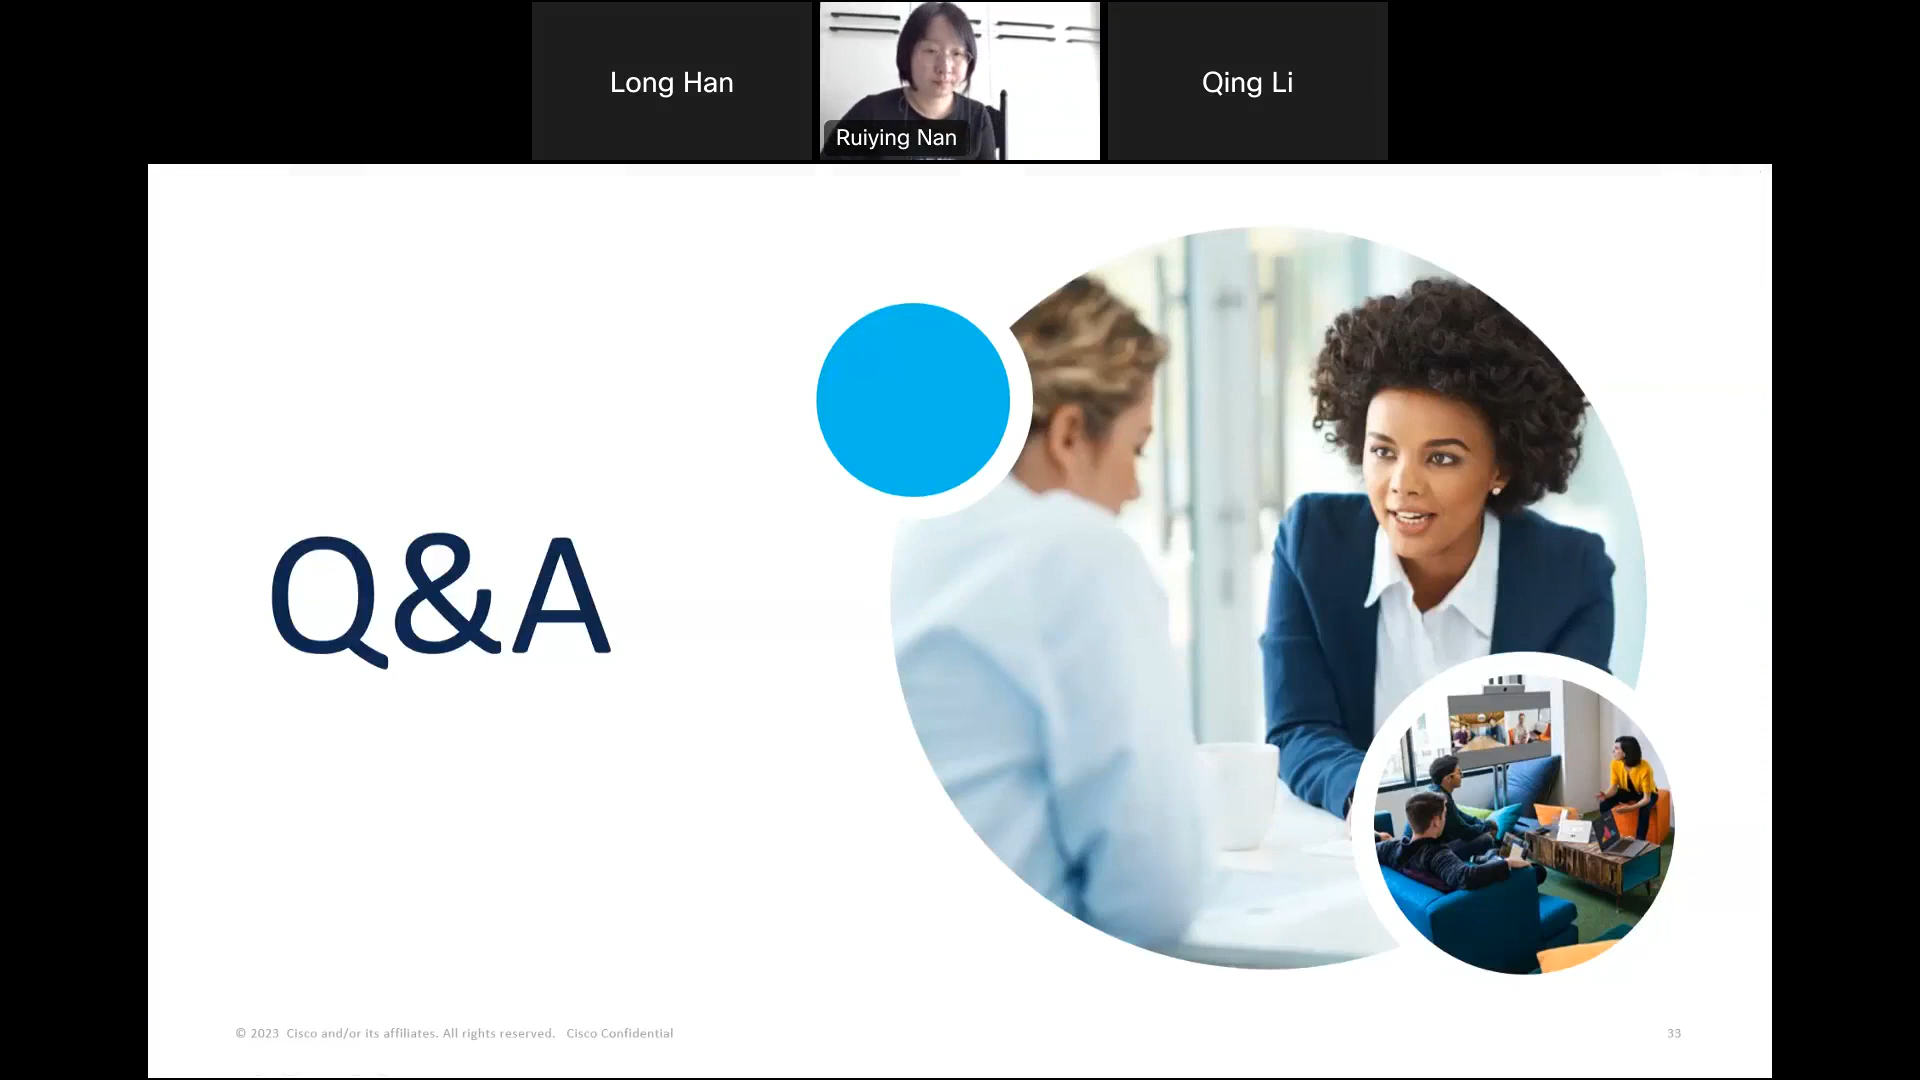 Long Han
Ruiying Nan
Qing Li
Q&A
© 2023 Cisco and/or its affiliates. All rights reserved. Cisco Confidential
33